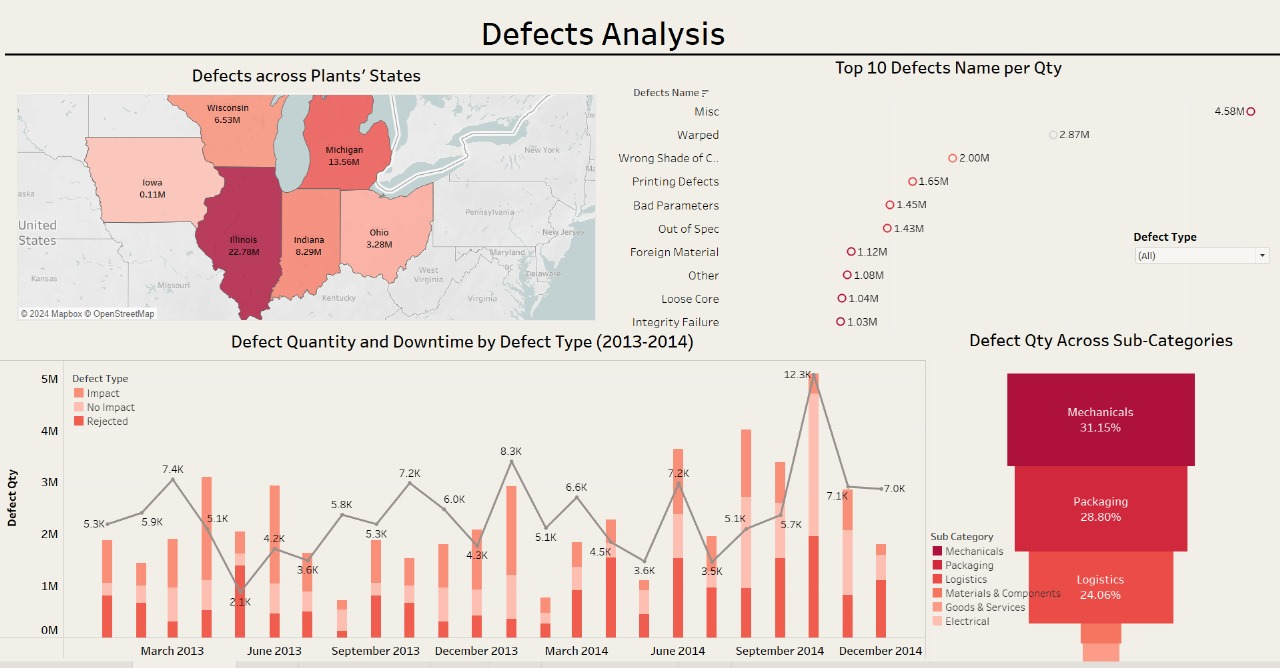 Defects Analysis
Defects across Plants' States
Wisconsin
6.53M
Michigan
13.56M
New York
Iowa
0.11M
United
States
Illinois
22.78M
Indiana
8.29M
Ohio
3.28M
Pennsylvania
New Jersey
Maryland
DC
Delaware
West
Virginia
Virginia
Kentucky
Missouri
Kansas
aska
Ma
© 2024 Mapbox © OpenStreetMap
Top 10 Defects Name per Qty
Defects Name
Misc 4.58M
Warped 2.87M
Wrong Shade of C.. 2.00M
Printing Defects 1.65M
Bad Parameters 1.45M
Out of Spec 1.43M
Foreign Material 1.12M
Other 1.08M
Loose Core 1.04M
Integrity Failure 1.03M
Defect Type
(All)
Defect Quantity and Downtime by Defect Type (2013-2014)
Defect Type
Impact
No Impact
Rejected
Defect Qty
5M
4M
3M
2M
1M
0M
5.3K
5.9K
7.4K
5.1K
2.1K
4.2K
3.6K
5.8K
5.3K
7.2K
6.0K
4.3K
8.3K
5.1K
6.6K
4.5K
3.6K
7.2K
3.5K
5.1K
5.7K
12.3K
7.1K
7.0K
March 2013
June 2013
September 2013
December 2013
March 2014
June 2014
September 2014
December 2014
Defect Qty Across Sub-Categories
Mechanicals
31.15%
Packaging
28.80%
Logistics
24.06%
Sub Category
Mechanicals
Packaging
Logistics
Materials & Components
Goods & Services
Electrical